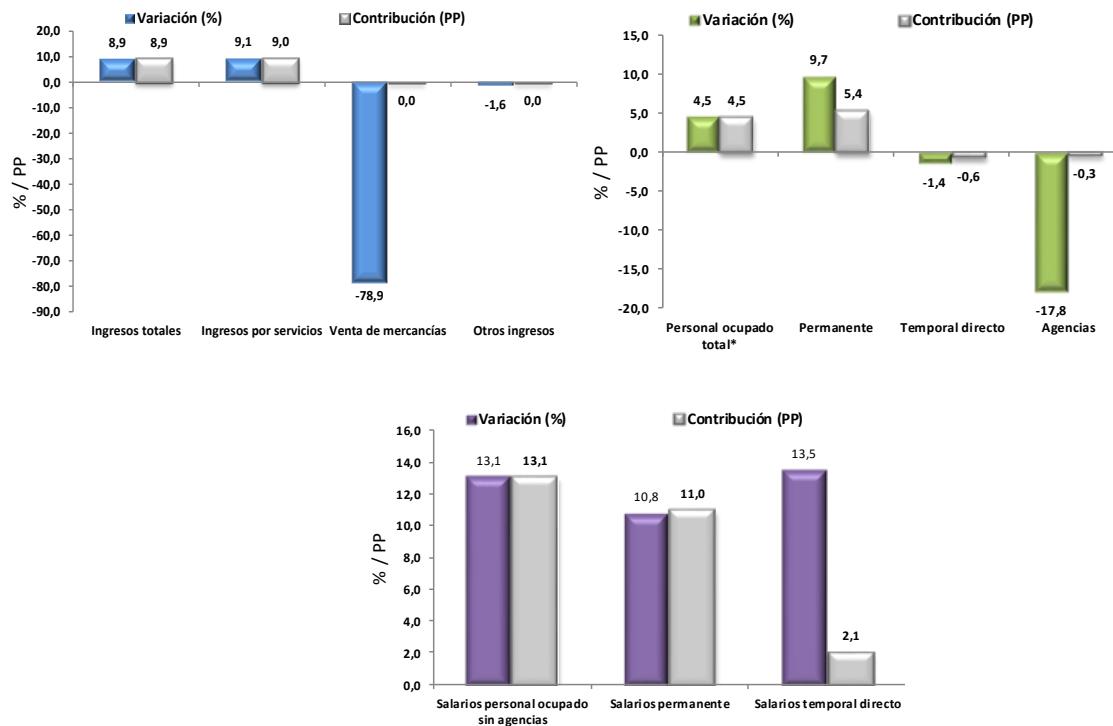 Variación (%) Contribución (PP)
% / PP
20,0
10,0
0,0
-10,0
-20,0
-30,0
-40,0
-50,0
-60,0
-70,0
-80,0
-90,0
8,9 8,9 9,1 9,0
-78,9 0,0 -1,6 0,0
Ingresos totales Ingresos por servicios Venta de mercancías Otros ingresos
Variación (%) Contribución (PP)
% / PP
15,0
10,0
5,0
0,0
-5,0
-10,0
-15,0
-20,0
4,5 4,5 9,7 5,4
-1,4 -0,6 -17,8 -0,3
Personal ocupado total* Permanente Temporal directo Agencias
Variación (%) Contribución (PP)
% / PP
16,0
14,0
12,0
10,0
8,0
6,0
4,0
2,0
0,0
13,1 13,1 10,8 11,0 13,5 2,1
Salarios personal ocupado sin agencias Salarios permanente Salarios temporal directo